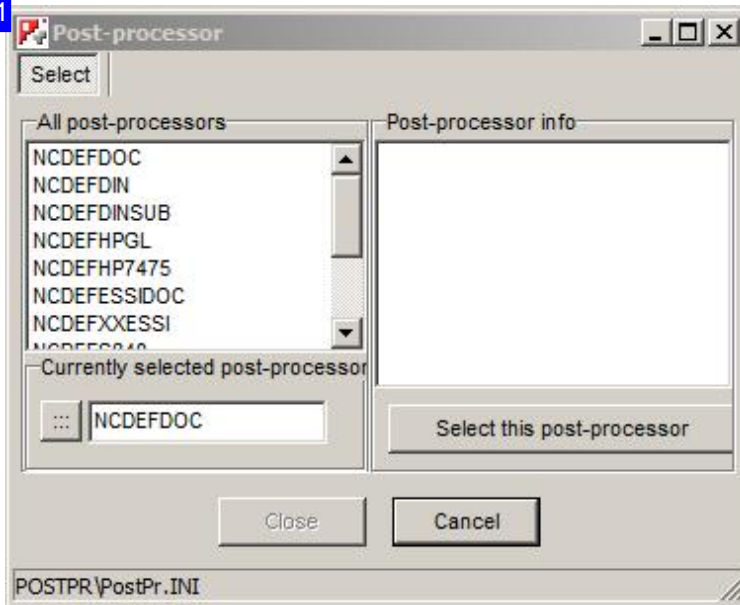 1
Post-processor
Select
All post-processors
NCDEFDOC
NCDEFDIN
NCDEFDINSUB
NCDEFHPGL
NCDEFHP7475
NCDEFESSIDOC
NCDEFXXESSI
Currently selected post-processor
::: NCDEFDOC
Post-processor info
Select this post-processor
Close
Cancel
POSTPR\PostPr.INI